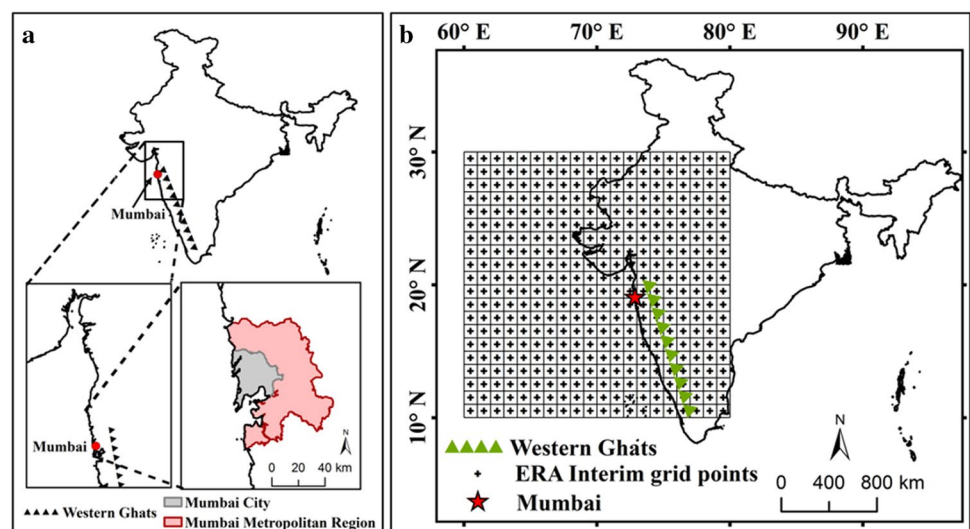 a
Mumbai
Mumbai
Western Ghats
N
0 20 40 km
Mumbai City
Mumbai Metropolitan Region
b
60° E 70° E 80° E 90° E
30° N
20° N
10° N
Western Ghats
ERA Interim grid points
Mumbai
N
0 400 800 km